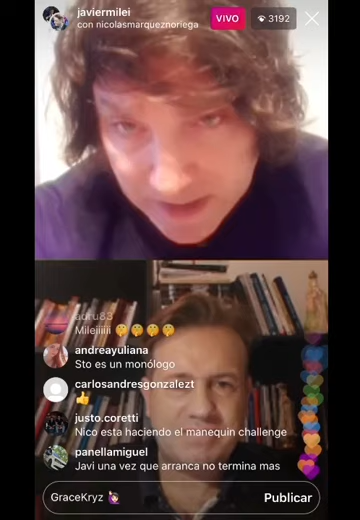 javiermilei
con nicolasmarqueznoriega
VIVO
3192
adru83
Mileiiiiii 🤫🤫🤫🤫
andreayuliana
Sto es un monólogo
carlosandresgonzalezt
👍
justo.coretti
Nico esta haciendo el manequin challenge
panellamiguel
Javi una vez que arranca no termina mas
GraceKryz 🙋🏻‍♀️
Publicar